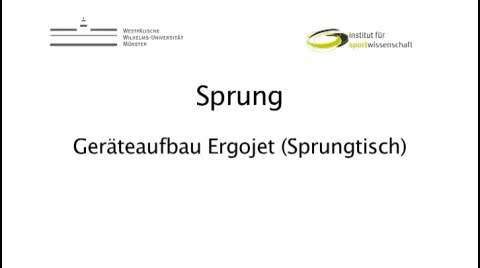 Westfälische
Wilhelms-Universität
Münster
institut für
sportwissenschaft
Sprung
Geräteaufbau Ergojet (Sprungtisch)